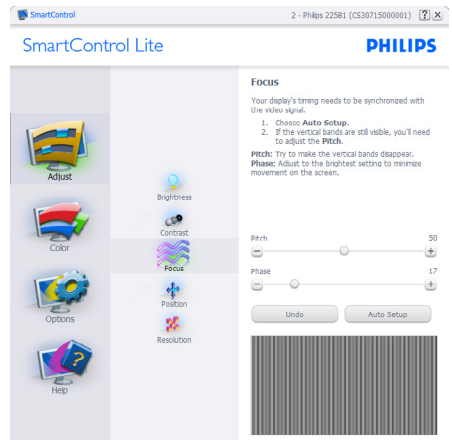 SmartControl
2 - Philips 225B1 (CS30715000001)
SmartControl Lite
PHILIPS
Adjust
Color
Options
Help
Brightness
Contrast
Focus
Position
Resolution
Focus
Your display's timing needs to be synchronized with
the video signal.
1. Choose Auto Setup.
2. If the vertical bands are still visible, you'll need
to adjust the Pitch.
Pitch: Try to make the vertical bands disappear.
Phase: Adjust to the brightest setting to minimize
movement on the screen.
Pitch 50
Phase 17
Undo
Auto Setup